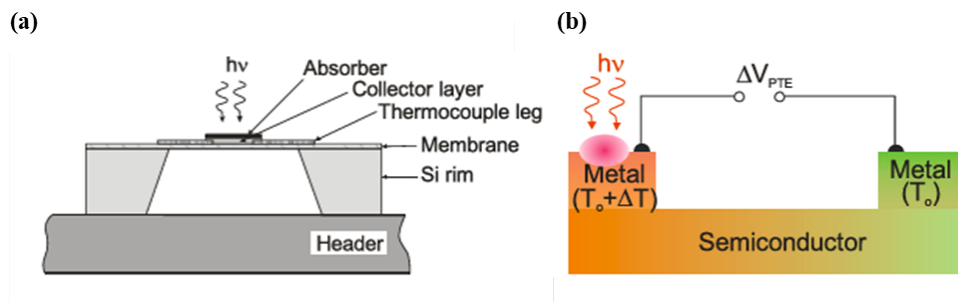 (a)
hν
Absorber
Collector layer
Thermocouple leg
Membrane
Si rim
Header
(b)
hν
ΔV_PTE
Metal
(T_o+ΔT)
Metal
(T_o)
Semiconductor